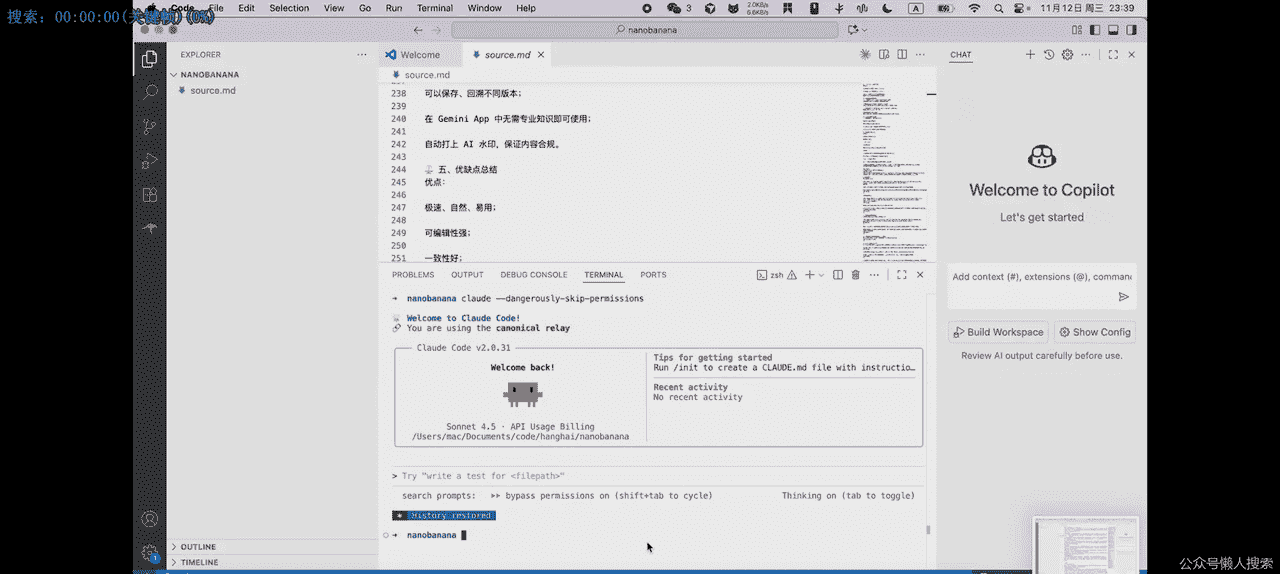 搜索：00:00:00(关键帧)(0%)
Code File Edit Selection View Go Run Terminal Window Help
3
2.0KB/s
6.6KB/s
A
11月12日 周三 23:39
nanobanana
EXPLORER
NANOBANANA
source.md
OUTLINE
TIMELINE
1
Welcome
source.md
source.md
238 可以保存、回溯不同版本；
239
240 在 Gemini App 中无需专业知识即可使用；
241
242 自动打上 AI 水印，保证内容合规。
243
244 五、优缺点总结
245 优点：
246
247 极速、自然、易用；
248
249 可编辑性强；
250
251 一致性好；
PROBLEMS OUTPUT DEBUG CONSOLE TERMINAL PORTS
zsh
→ nanobanana claude --dangerously-skip-permissions
Welcome to Claude Code!
You are using the canonical relay
Claude Code v2.0.31
Welcome back!
Sonnet 4.5 · API Usage Billing
/Users/mac/Documents/code/hanghai/nanobanana
Tips for getting started
Run /init to create a CLAUDE.md file with instructio…
Recent activity
No recent activity
> Try "write a test for <filepath>"
search prompts: ▸▸ bypass permissions on (shift+tab to cycle) Thinking on (tab to toggle)
* History restored
→ nanobanana
CHAT
Welcome to Copilot
Let's get started
Add context (#), extensions (@), comman
Build Workspace
Show Config
Review AI output carefully before use.
公众号懒人搜索